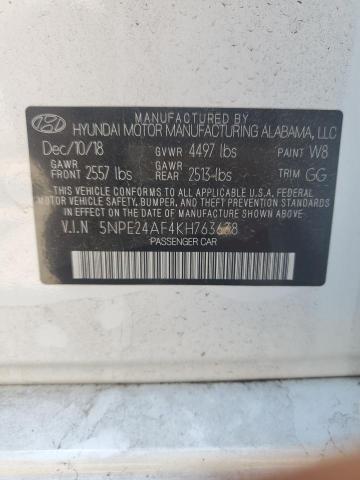 MANUFACTURED BY
HYUNDAI MOTOR MANUFACTURING ALABAMA, LLC
Dec/10/18 GVWR 4497 lbs PAINT W8
GAWR FRONT 2557 lbs GAWR REAR 2513 lbs TRIM GG
THIS VEHICLE CONFORMS TO ALL APPLICABLE U.S.A. FEDERAL
MOTOR VEHICLE SAFETY, BUMPER, AND THEFT PREVENTION
STANDARDS IN EFFECT ON THE DATE OF MANUFACTURE SHOWN ABOVE.
V.I.N 5NPE24AF4KH763638
PASSENGER CAR